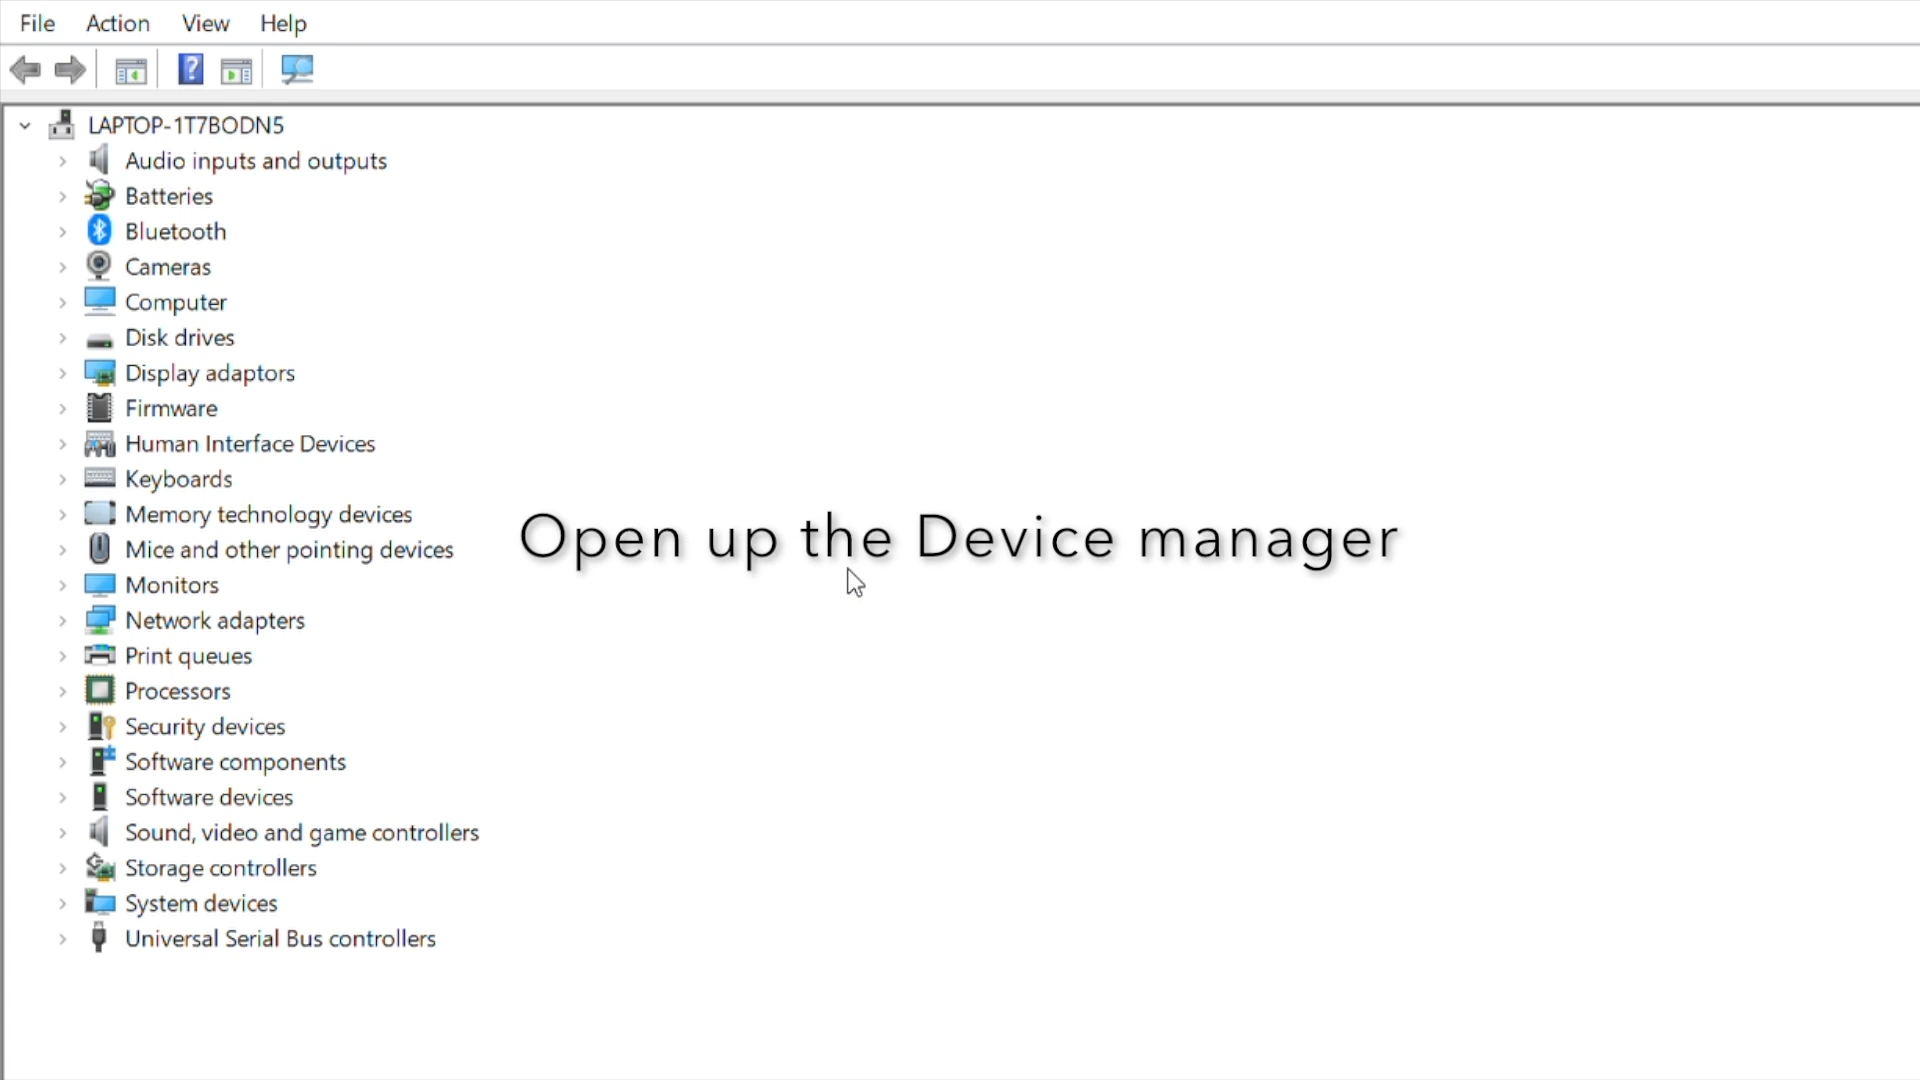 File Action View Help
?
LAPTOP-1T7BODN5
Audio inputs and outputs
Batteries
Bluetooth
Cameras
Computer
Disk drives
Display adaptors
Firmware
Human Interface Devices
Keyboards
Memory technology devices
Mice and other pointing devices
Open up the Device manager
Monitors
Network adapters
Print queues
Processors
Security devices
Software components
Software devices
Sound, video and game controllers
Storage controllers
System devices
Universal Serial Bus controllers